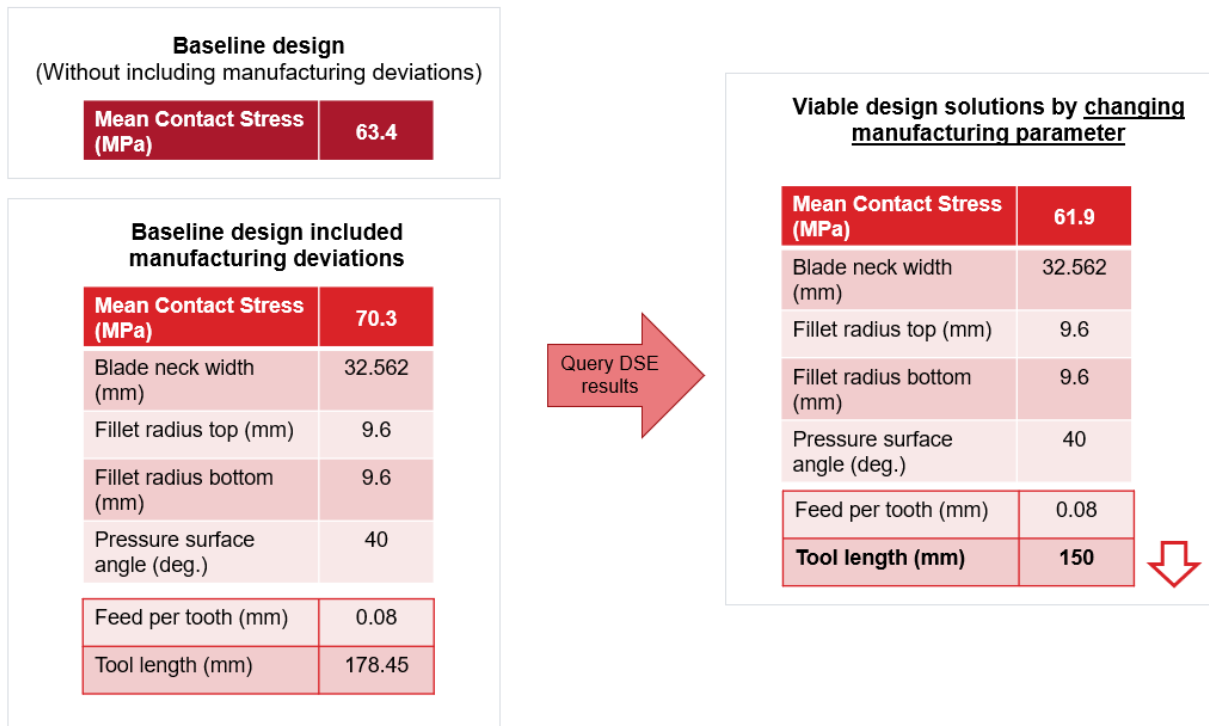 Baseline design
(Without including manufacturing deviations)
Mean Contact Stress
(MPa)
63.4
Baseline design included
manufacturing deviations
Mean Contact Stress
(MPa)
70.3
Blade neck width
(mm)
32.562
Fillet radius top (mm)
9.6
Fillet radius bottom
(mm)
9.6
Pressure surface
angle (deg.)
40
Feed per tooth (mm)
0.08
Tool length (mm)
178.45
Query DSE
results
Viable design solutions by changing
manufacturing parameter
Mean Contact Stress
(MPa)
61.9
Blade neck width
(mm)
32.562
Fillet radius top (mm)
9.6
Fillet radius bottom
(mm)
9.6
Pressure surface
angle (deg.)
40
Feed per tooth (mm)
0.08
Tool length (mm)
150